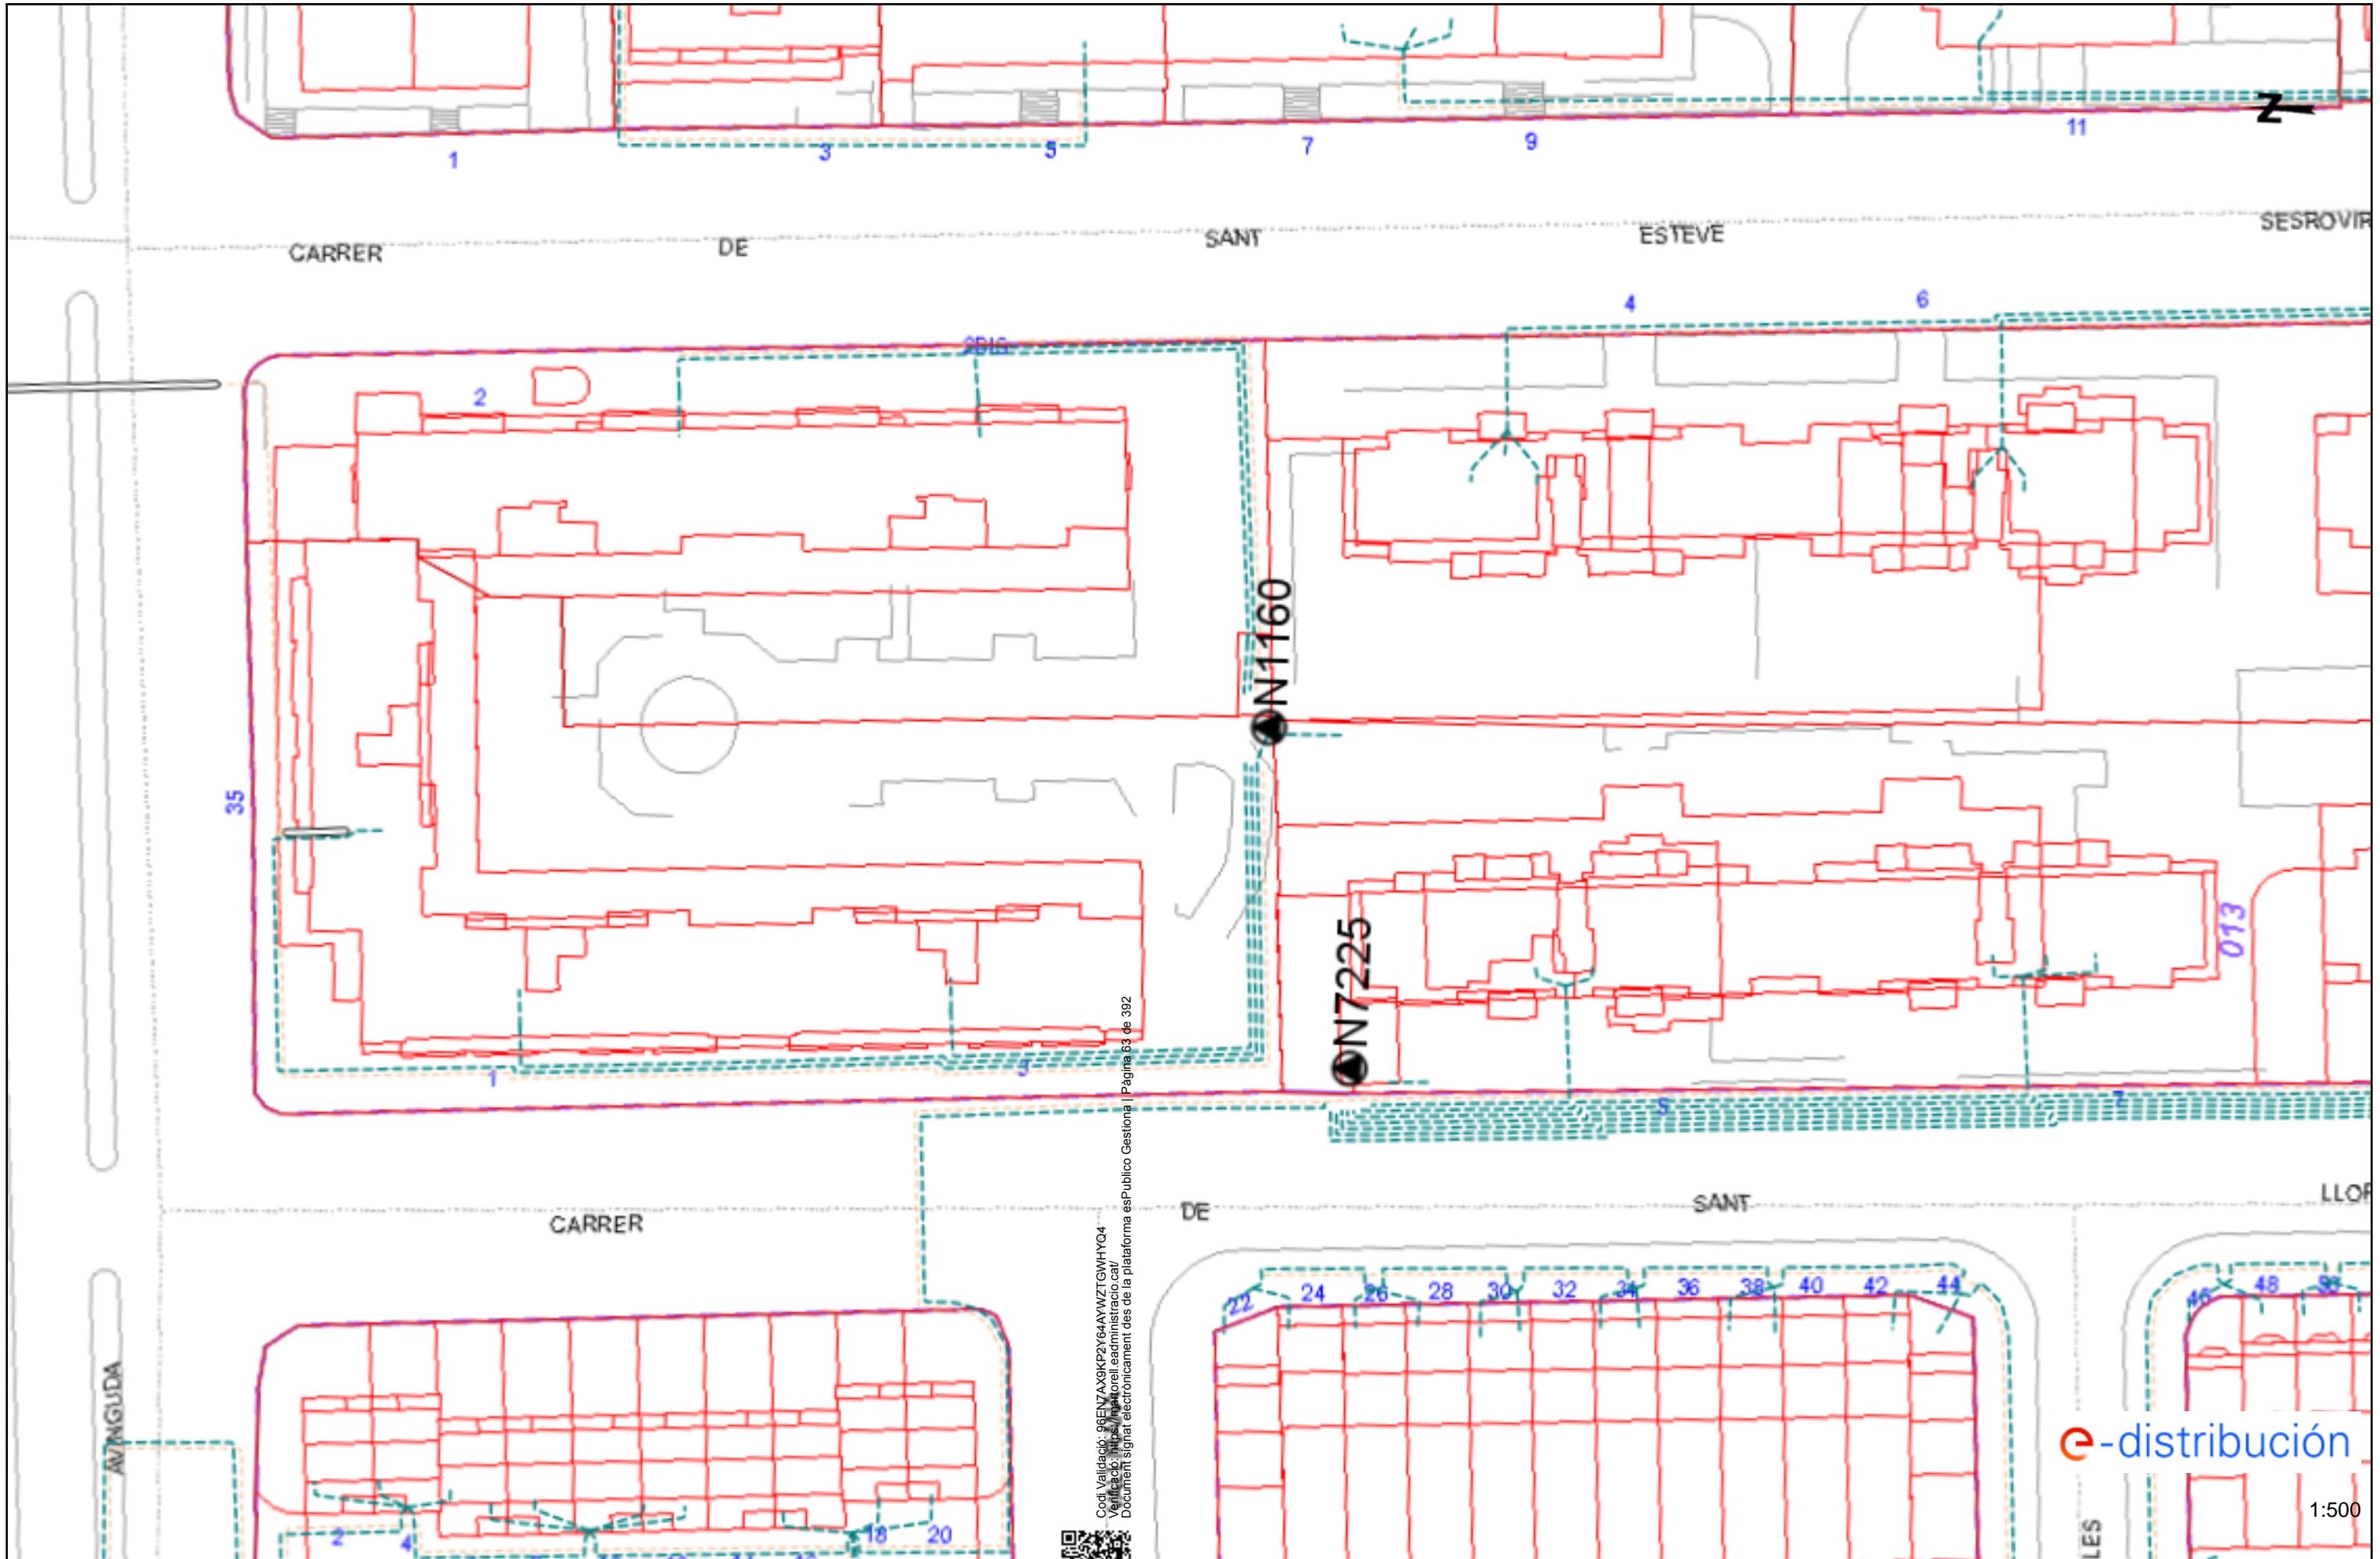 1
3
5
7
9
11
Z
CARRER
DE
SANT
ESTEVE
SESROVIR
4
6
2BIS
2
N1160
35
N7225
013
1
3
5
7
CARRER
DE
SANT
LLOR
22
24
26
28
30
32
34
36
38
40
42
44
46
48
50
AVINGUDA
Codi Validació: 96EN7AX9KP2Y64AYWZTGWHYQ4
Verificació: https://martorell.eadministracio.cat/
Document signat electrònicament des de la plataforma esPublico Gestiona | Pàgina 63 de 392
e-distribución
1:500
2
4
18
20
LES